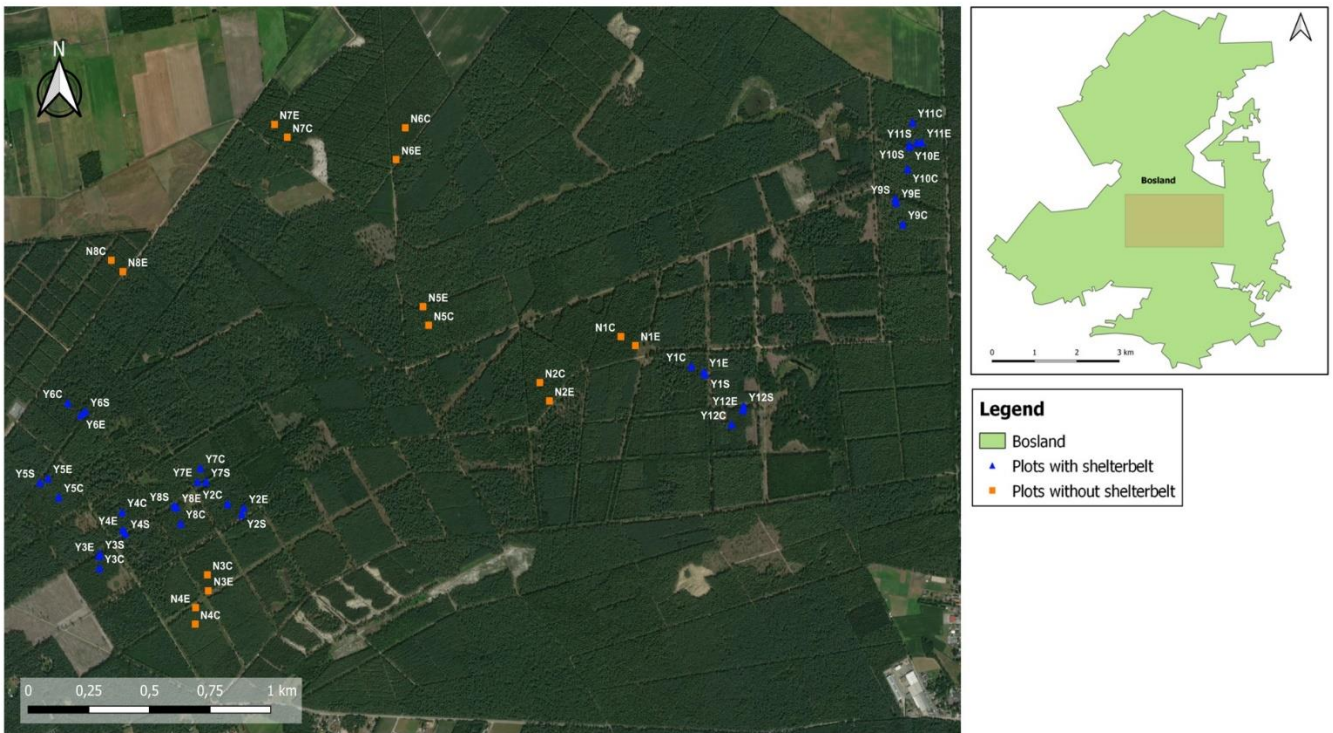 N
N7E
N7C
N6C
N6E
Y11C
Y11S
Y11E
Y10S
Y10E
Y10C
Y9S
Y9E
Y9C
N8C
N8E
N5E
N5C
N1C
N1E
Y1C
Y1E
Y1S
N2C
N2E
Y12E
Y12S
Y12C
Y6C
Y6S
Y6E
Y5S
Y5E
Y5C
Y7C
Y7E
Y7S
Y4C
Y8S
Y8E
Y2C
Y2E
Y8C
Y2S
Y4E
Y4S
Y3E
Y3S
Y3C
N3C
N3E
N4E
N4C
0 0,25 0,5 0,75 1 km
Bosland
0 1 2 3 km
Legend
Bosland
Plots with shelterbelt
Plots without shelterbelt